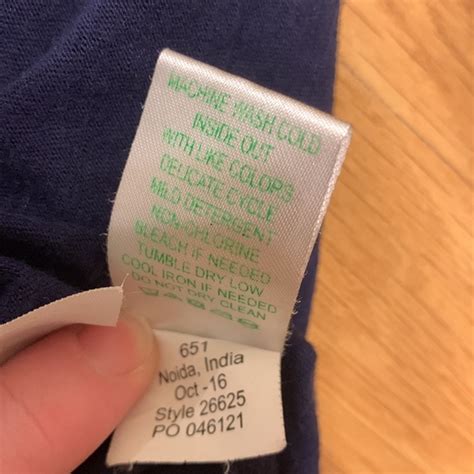 MACHINE WASH COLD
INSIDE OUT
WITH LIKE COLORS
DELICATE CYCLE
MILD DETERGENT
NON-CHLORINE
BLEACH IF NEEDED
TUMBLE DRY LOW
COOL IRON IF NEEDED
DO NOT DRY CLEAN
651
Noida, India
Oct -16
Style 26625
PO 046121